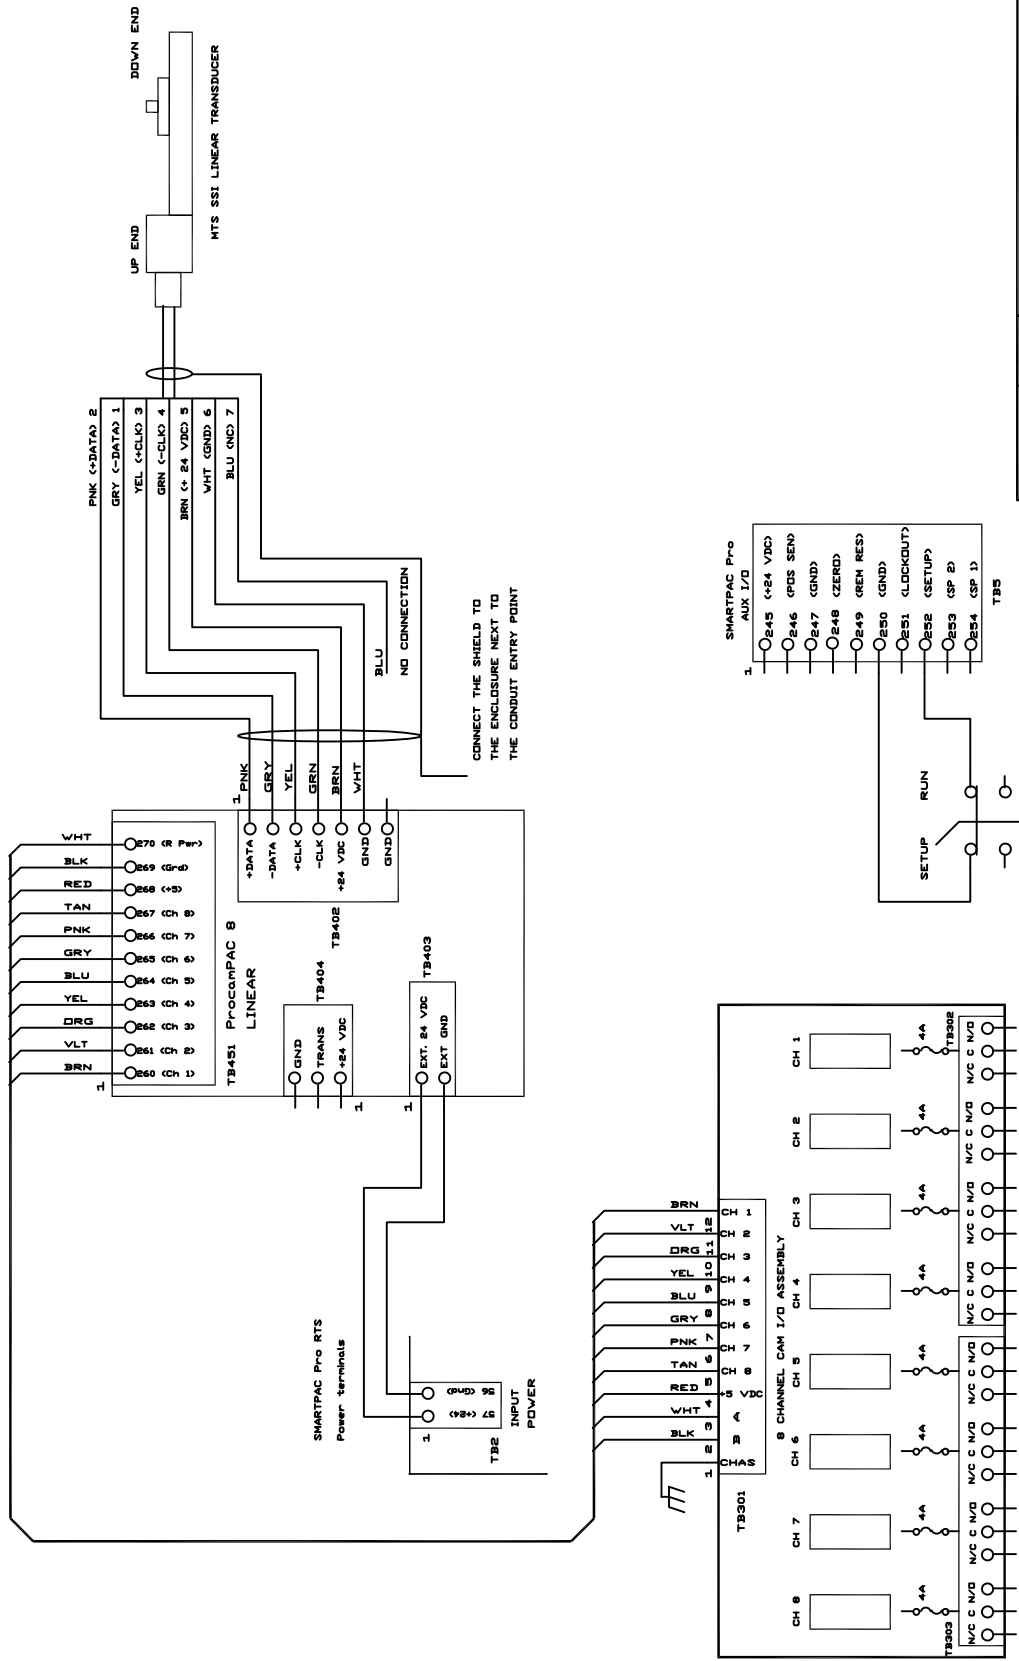 DOWN END
UP END
MTS SSI LINEAR TRANSDUCER
PNK (+DATA) 2
GRY (-DATA) 1
YEL (+CLK) 3
GRN (-CLK) 4
BRN (+ 24 VDC) 5
WHT (GND) 6
BLU (NC) 7
BLU
NO CONNECTION
CONNECT THE SHIELD TO
THE ENCLOSURE NEXT TO
THE CONDUIT ENTRY POINT
1
PNK
GRY
YEL
GRN
BRN
WHT
+DATA
-DATA
+CLK
-CLK
+24 VDC
GND
GND
TB402
WHT
BLK
RED
TAN
PNK
GRY
BLU
YEL
ORG
VLT
BRN
270 (R Pwr)
269 (Grd)
268 (+5)
267 (Ch 8)
266 (Ch 7)
265 (Ch 6)
264 (Ch 5)
263 (Ch 4)
262 (Ch 3)
261 (Ch 2)
260 (Ch 1)
1
TB451
ProcamPAC 8
LINEAR
GND
TRANS
+24 VDC
TB404
1
EXT. 24 VDC
EXT GND
TB403
1
SMARTPAC Pro RTS
Power terminals
56 (Gnd)
57 (+24)
1
TB2
INPUT
POWER
SMARTPAC Pro
AUX I/O
1
245 (+24 VDC)
246 (POS SEN)
247 (GND)
248 (ZERO)
249 (REM RES)
250 (GND)
251 (LOCKOUT)
252 (SETUP)
253 (SP 2)
254 (SP 1)
TB5
RUN
SETUP
BRN
VLT
ORG
YEL
BLU
GRY
PNK
TAN
RED
WHT
BLK
12
11
10
9
8
7
6
5
4
3
2
1
CH 1
CH 2
CH 3
CH 4
CH 5
CH 6
CH 7
CH 8
+5 VDC
A
B
CHAS
TB301
8 CHANNEL CAM I/O ASSEMBLY
CH 1
4A
TB302
N/O
C
N/C
CH 2
4A
N/O
C
N/C
CH 3
4A
N/O
C
N/C
CH 4
4A
N/O
C
N/C
CH 5
4A
N/O
C
N/C
CH 6
4A
N/O
C
N/C
CH 7
4A
N/O
C
N/C
CH 8
4A
N/O
C
N/C
TB303